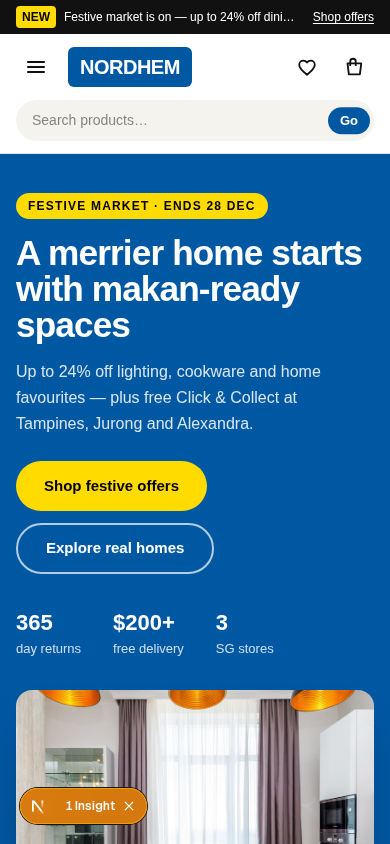 NEW Festive market is on — up to 24% off dini… Shop offers
NORDHEM
Search products… Go
FESTIVE MARKET · ENDS 28 DEC
A merrier home starts
with makan-ready
spaces
Up to 24% off lighting, cookware and home
favourites — plus free Click & Collect at
Tampines, Jurong and Alexandra.
Shop festive offers
Explore real homes
365 $200+ 3
day returns free delivery SG stores
1 Insight